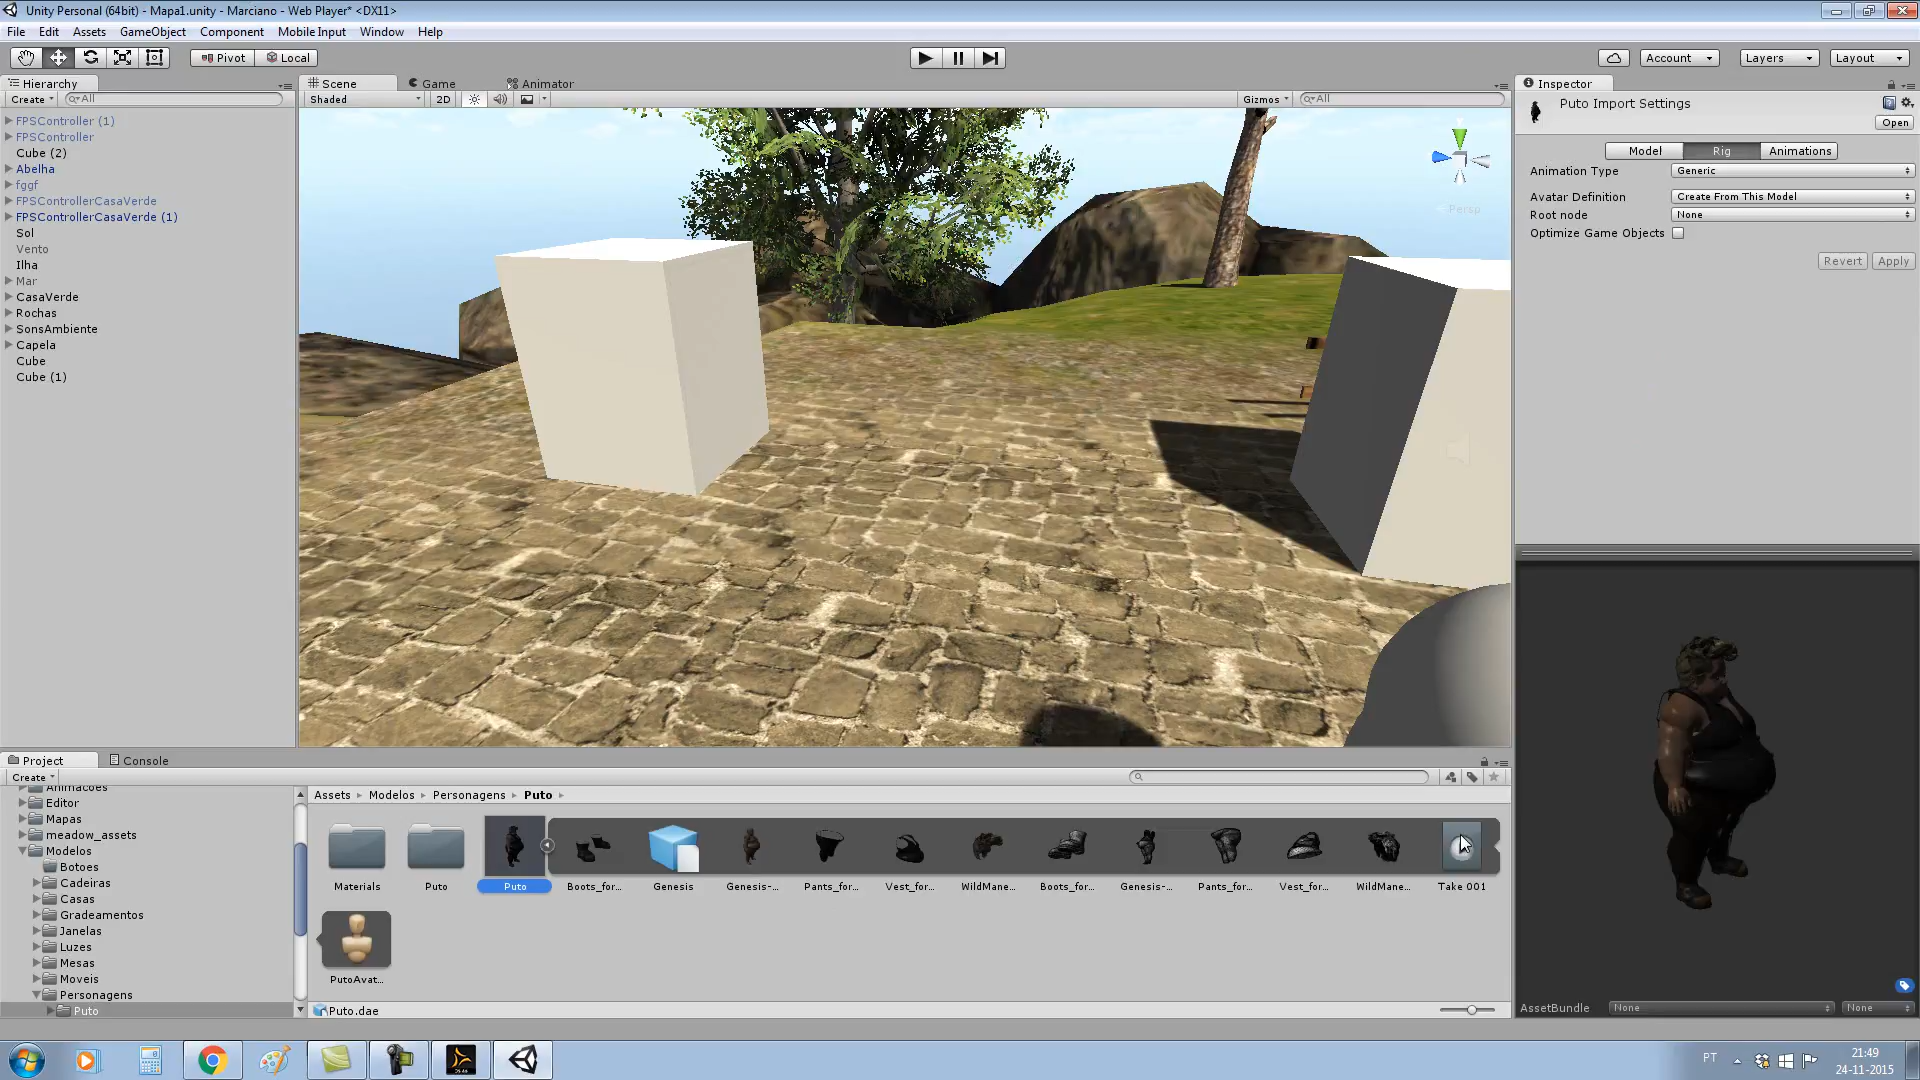 Unity Personal (64bit) - Mapa1.unity - Marciano - Web Player* <DX11>
File Edit Assets GameObject Component Mobile Input Window Help
Pivot Local Account Layers Layout
Hierarchy
Create All
FPSController (1)
FPSController
Cube (2)
Abelha
fggf
FPSControllerCasaVerde
FPSControllerCasaVerde (1)
Sol
Vento
Ilha
Mar
CasaVerde
Rochas
SonsAmbiente
Capela
Cube
Cube (1)
Scene Game Animator
Shaded 2D Gizmos All
y
Persp
Inspector
Puto Import Settings
Open
Model Rig Animations
Animation Type Generic
Avatar Definition Create From This Model
Root node None
Optimize Game Objects
Revert Apply
Project Console
Create
Animacoes
Editor
Mapas
meadow_assets
Modelos
Botoes
Cadeiras
Casas
Gradeamentos
Janelas
Luzes
Mesas
Moveis
Personagens
Puto
Assets Modelos Personagens Puto
Materials Puto Puto Boots_for... Genesis Genesis-... Pants_for... Vest_for... WildMane... Boots_for... Genesis-... Pants_for... Vest_for... WildMane... Take 001
PutoAvat...
Puto.dae
AssetBundle None None
PT
21:49
24-11-2015